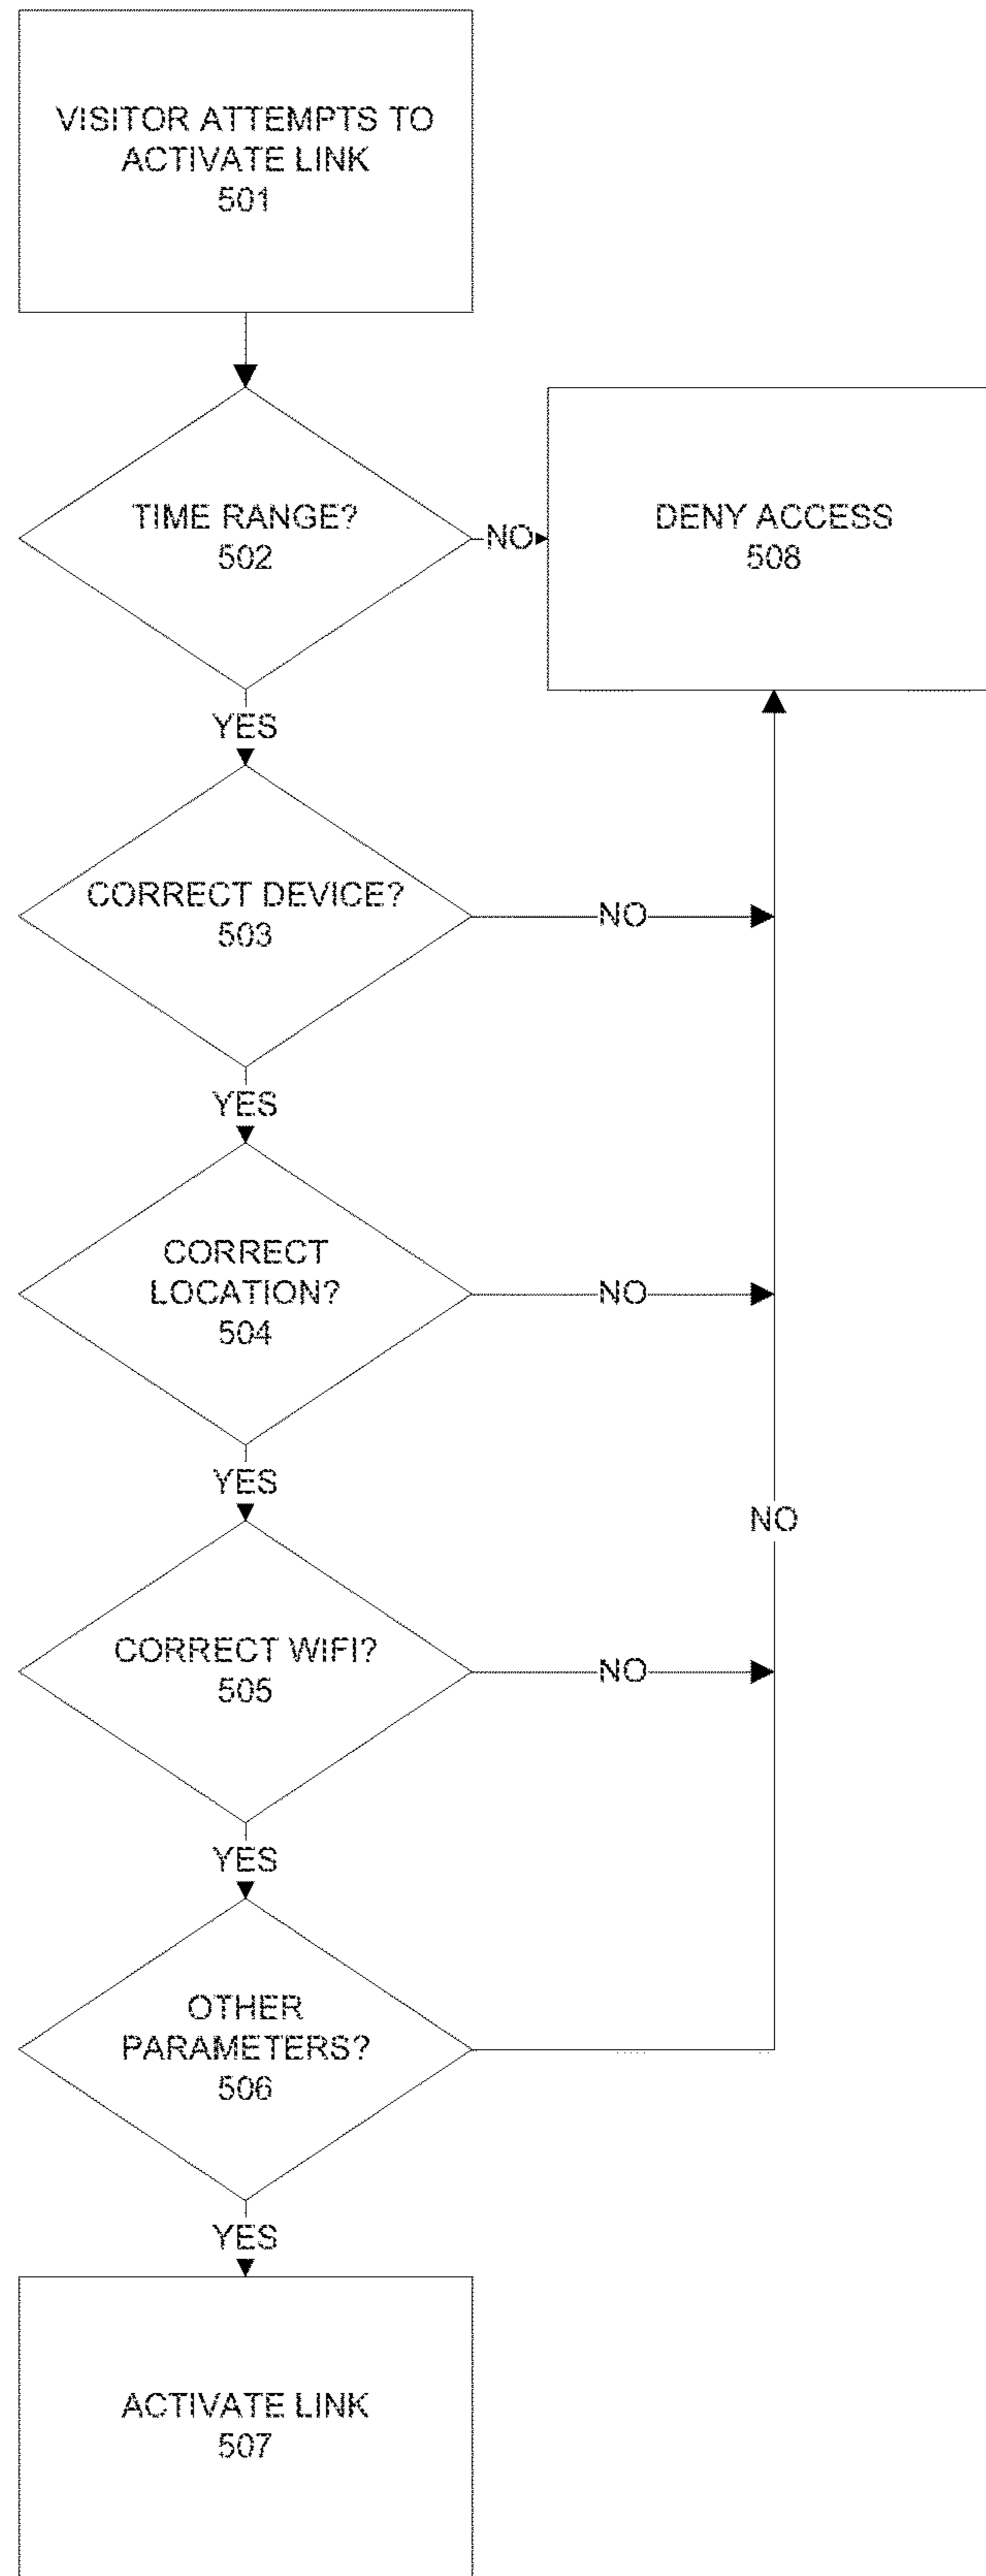 VISITOR ATTEMPTS TO
ACTIVATE LINK
501
TIME RANGE?
502
NO
DENY ACCESS
508
YES
CORRECT DEVICE?
503
NO
YES
CORRECT
LOCATION?
504
NO
YES
NO
CORRECT WIFI?
505
NO
YES
OTHER
PARAMETERS?
506
YES
ACTIVATE LINK
507